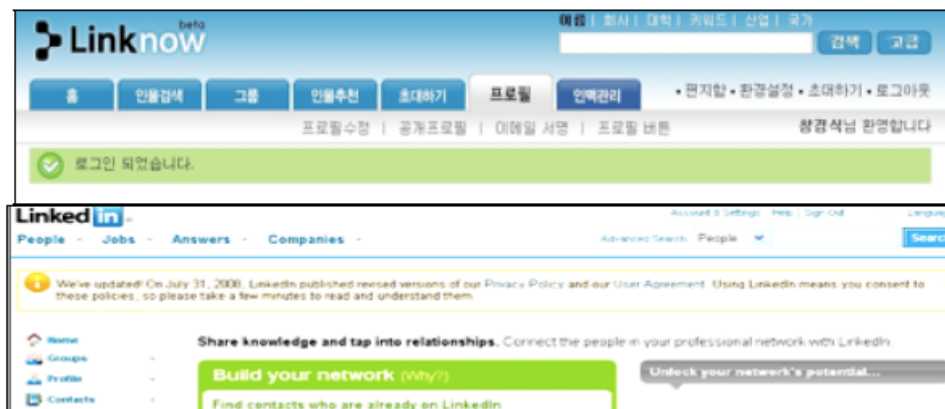 beta
Linknow
이름 | 회사 | 대학 | 키워드 | 산업 | 국가
검색 고급
홈 인물검색 그룹 인물추천 초대하기 프로필 인맥관리
• 편지함 • 환경설정 • 초대하기 • 로그아웃
프로필수정 | 공개프로필 | 이메일 서명 | 프로필 버튼
님 환영합니다
로그인 되었습니다.
Linked in
Account & Settings Help | Sign Out Language
People Jobs Answers Companies
Advanced Search People Search
We've updated! On July 31, 2008, LinkedIn published revised versions of our Privacy Policy and our User Agreement. Using LinkedIn means you consent to
these policies, so please take a few minutes to read and understand them.
Home
Share knowledge and tap into relationships. Connect the people in your professional network with LinkedIn
Groups
Profile
Build your network (Why?)
Unlock your network's potential...
Contacts
Find contacts who are already on LinkedIn